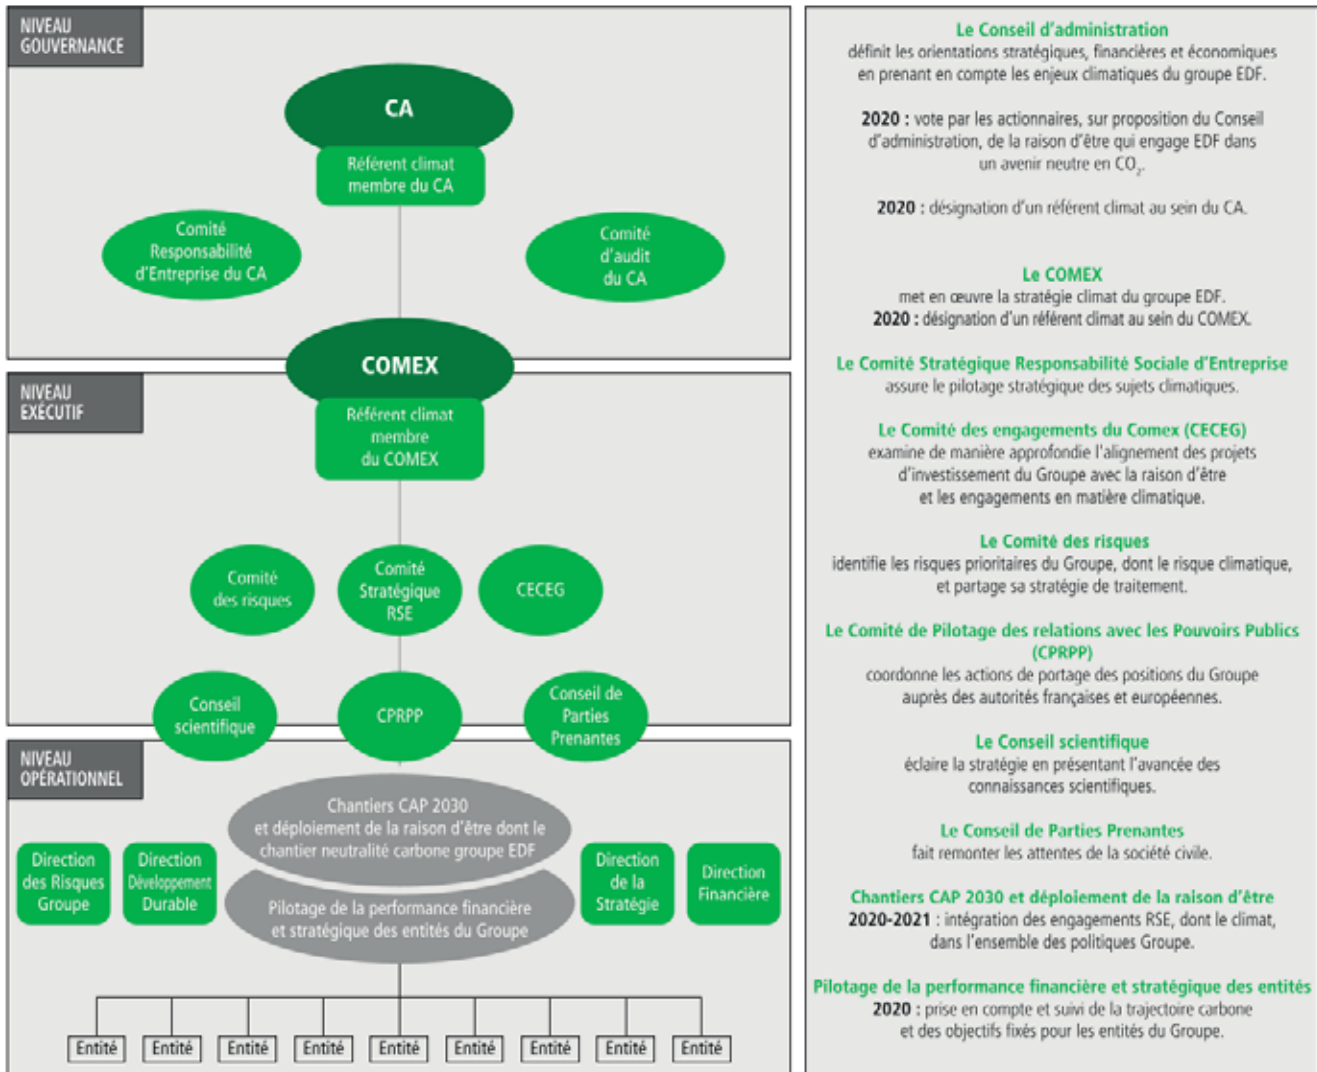 NIVEAU
GOUVERNANCE
CA
Référent climat
membre du CA
Comité
Responsabilité
d'Entreprise du CA
Comité
d'audit
du CA
COMEX
NIVEAU
EXÉCUTIF
Référent climat
membre
du COMEX
Comité
des risques
Comité
Stratégique
RSE
CECEG
Conseil
scientifique
CPRPP
Conseil de
Parties
Prenantes
NIVEAU
OPÉRATIONNEL
Chantiers CAP 2030
et déploiement de la raison d'être dont le
chantier neutralité carbone groupe EDF
Direction
des Risques
Groupe
Direction
Développement
Durable
Pilotage de la performance financière
et stratégique des entités du Groupe
Direction
de la
Stratégie
Direction
Financière
Entité
Entité
Entité
Entité
Entité
Entité
Entité
Entité
Entité
Le Conseil d'administration
définit les orientations stratégiques, financières et économiques
en prenant en compte les enjeux climatiques du groupe EDF.
2020 : vote par les actionnaires, sur proposition du Conseil
d'administration, de la raison d'être qui engage EDF dans
un avenir neutre en CO₂.
2020 : désignation d'un référent climat au sein du CA.
Le COMEX
met en œuvre la stratégie climat du groupe EDF.
2020 : désignation d'un référent climat au sein du COMEX.
Le Comité Stratégique Responsabilité Sociale d'Entreprise
assure le pilotage stratégique des sujets climatiques.
Le Comité des engagements du Comex (CECEG)
examine de manière approfondie l'alignement des projets
d'investissement du Groupe avec la raison d'être
et les engagements en matière climatique.
Le Comité des risques
identifie les risques prioritaires du Groupe, dont le risque climatique,
et partage sa stratégie de traitement.
Le Comité de Pilotage des relations avec les Pouvoirs Publics
(CPRPP)
coordonne les actions de portage des positions du Groupe
auprès des autorités françaises et européennes.
Le Conseil scientifique
éclaire la stratégie en présentant l'avancée des
connaissances scientifiques.
Le Conseil de Parties Prenantes
fait remonter les attentes de la société civile.
Chantiers CAP 2030 et déploiement de la raison d'être
2020-2021 : intégration des engagements RSE, dont le climat,
dans l'ensemble des politiques Groupe.
Pilotage de la performance financière et stratégique des entités
2020 : prise en compte et suivi de la trajectoire carbone
et des objectifs fixés pour les entités du Groupe.